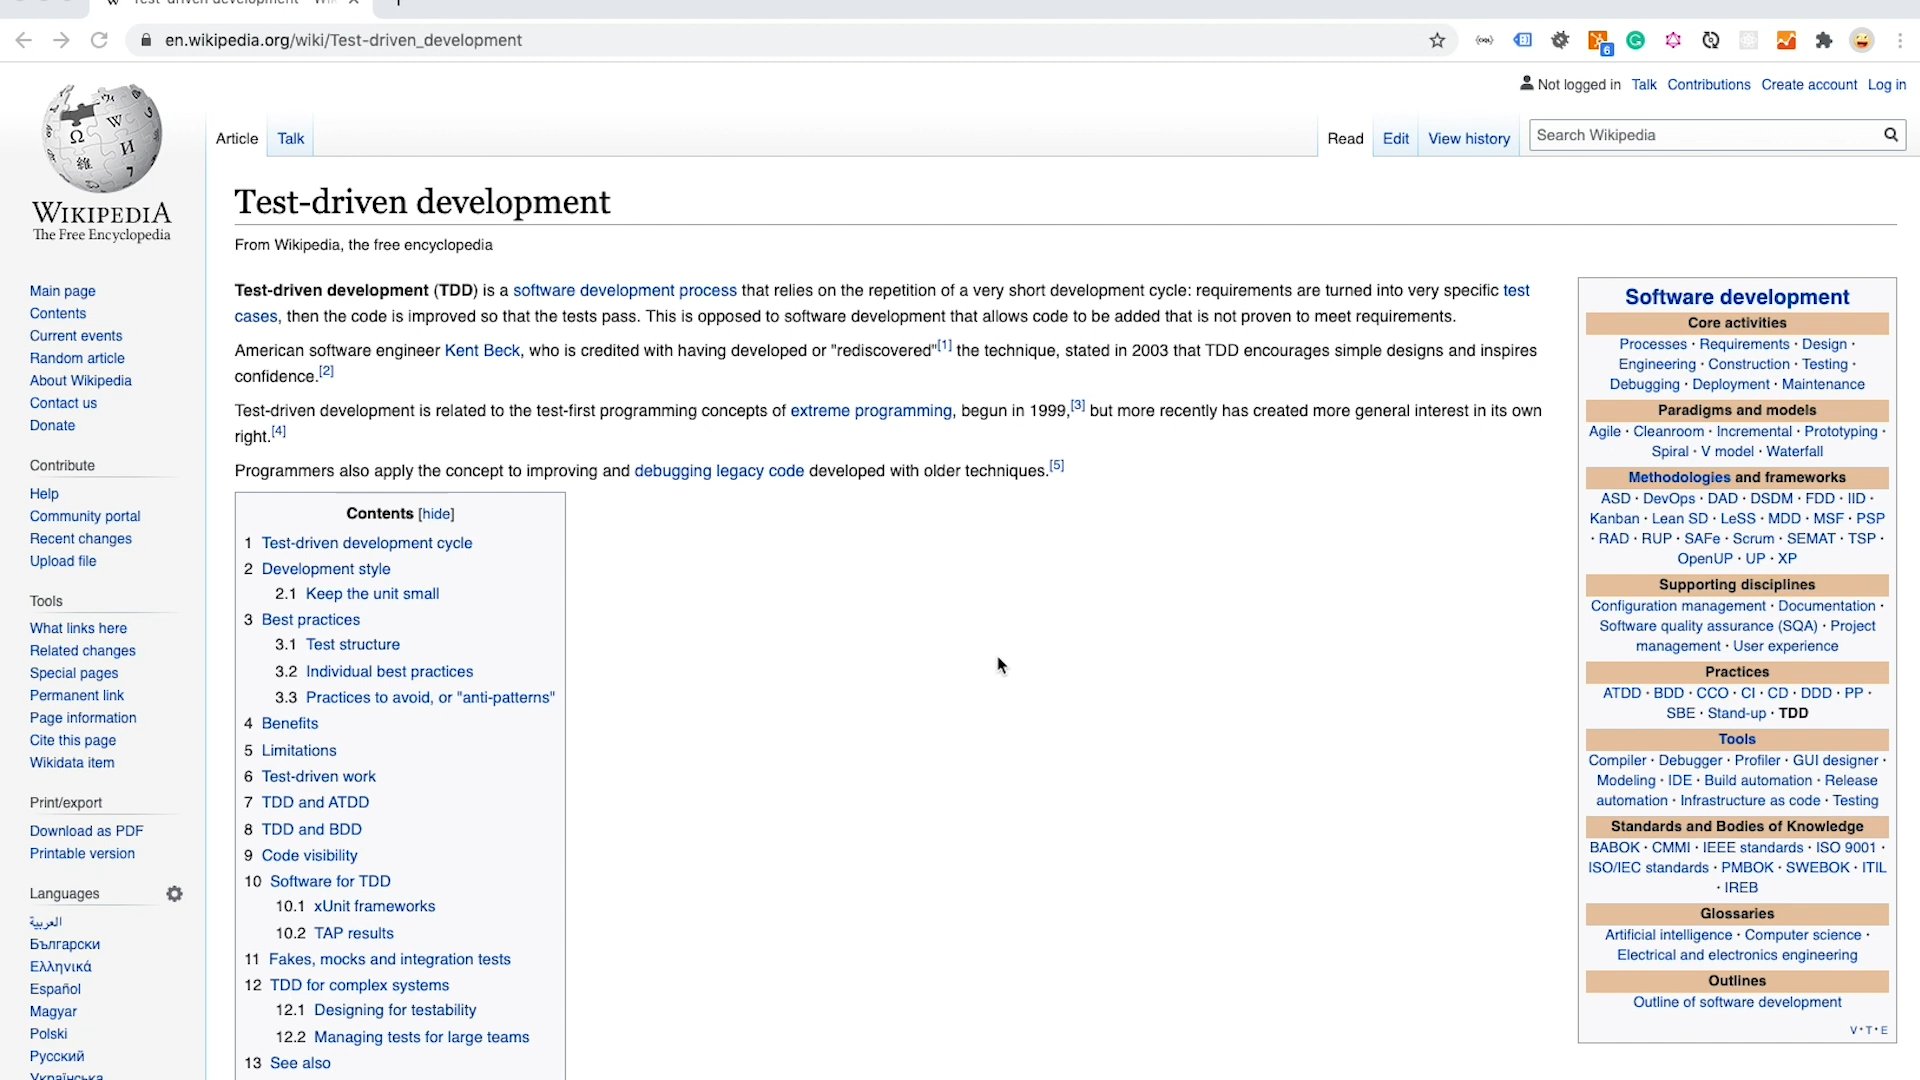 Test-driven development - Wik
en.wikipedia.org/wiki/Test-driven_development
6
Not logged in Talk Contributions Create account Log in
Article Talk
Read Edit View history
Search Wikipedia
WIKIPEDIA
The Free Encyclopedia
Main page
Contents
Current events
Random article
About Wikipedia
Contact us
Donate
Contribute
Help
Community portal
Recent changes
Upload file
Tools
What links here
Related changes
Special pages
Permanent link
Page information
Cite this page
Wikidata item
Print/export
Download as PDF
Printable version
Languages
العربية
Български
Ελληνικά
Español
Magyar
Polski
Русский
Українська
Test-driven development
From Wikipedia, the free encyclopedia
Test-driven development (TDD) is a software development process that relies on the repetition of a very short development cycle: requirements are turned into very specific test
cases, then the code is improved so that the tests pass. This is opposed to software development that allows code to be added that is not proven to meet requirements.
American software engineer Kent Beck, who is credited with having developed or "rediscovered"[1] the technique, stated in 2003 that TDD encourages simple designs and inspires
confidence.[2]
Test-driven development is related to the test-first programming concepts of extreme programming, begun in 1999,[3] but more recently has created more general interest in its own
right.[4]
Programmers also apply the concept to improving and debugging legacy code developed with older techniques.[5]
Contents [hide]
1 Test-driven development cycle
2 Development style
2.1 Keep the unit small
3 Best practices
3.1 Test structure
3.2 Individual best practices
3.3 Practices to avoid, or "anti-patterns"
4 Benefits
5 Limitations
6 Test-driven work
7 TDD and ATDD
8 TDD and BDD
9 Code visibility
10 Software for TDD
10.1 xUnit frameworks
10.2 TAP results
11 Fakes, mocks and integration tests
12 TDD for complex systems
12.1 Designing for testability
12.2 Managing tests for large teams
13 See also
Software development
Core activities
Processes · Requirements · Design ·
Engineering · Construction · Testing ·
Debugging · Deployment · Maintenance
Paradigms and models
Agile · Cleanroom · Incremental · Prototyping ·
Spiral · V model · Waterfall
Methodologies and frameworks
ASD · DevOps · DAD · DSDM · FDD · IID ·
Kanban · Lean SD · LeSS · MDD · MSF · PSP
· RAD · RUP · SAFe · Scrum · SEMAT · TSP ·
OpenUP · UP · XP
Supporting disciplines
Configuration management · Documentation ·
Software quality assurance (SQA) · Project
management · User experience
Practices
ATDD · BDD · CCO · CI · CD · DDD · PP ·
SBE · Stand-up · TDD
Tools
Compiler · Debugger · Profiler · GUI designer ·
Modeling · IDE · Build automation · Release
automation · Infrastructure as code · Testing
Standards and Bodies of Knowledge
BABOK · CMMI · IEEE standards · ISO 9001 ·
ISO/IEC standards · PMBOK · SWEBOK · ITIL
· IREB
Glossaries
Artificial intelligence · Computer science ·
Electrical and electronics engineering
Outlines
Outline of software development
V·T·E